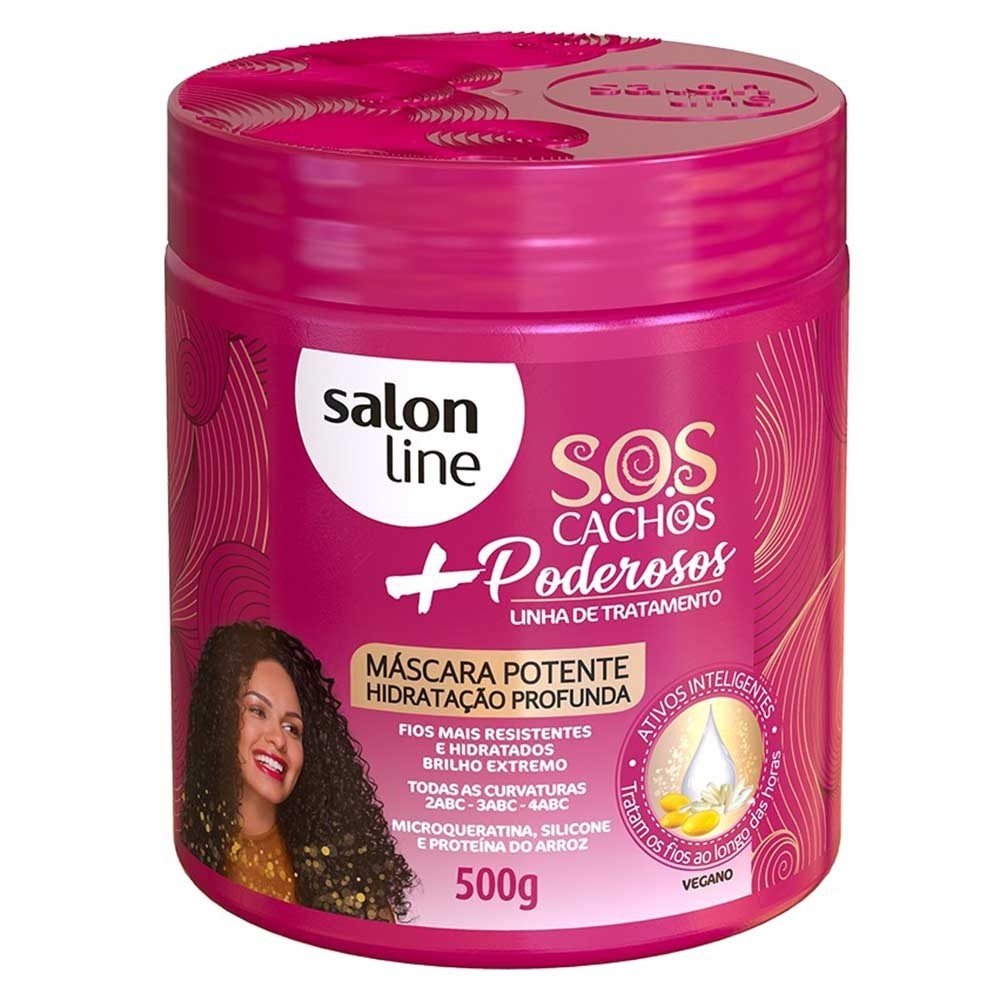 salon
line
salon
line
S.O.S
CACHOS
+Poderosos
LINHA DE TRATAMENTO
MÁSCARA POTENTE
HIDRATAÇÃO PROFUNDA
FIOS MAIS RESISTENTES
E HIDRATADOS
BRILHO EXTREMO
TODAS AS CURVATURAS
2ABC - 3ABC - 4ABC
MICROQUERATINA, SILICONE
E PROTEÍNA DO ARROZ
500g
ATIVOS INTELIGENTES
Tratam os fios ao longo das horas
VEGANO